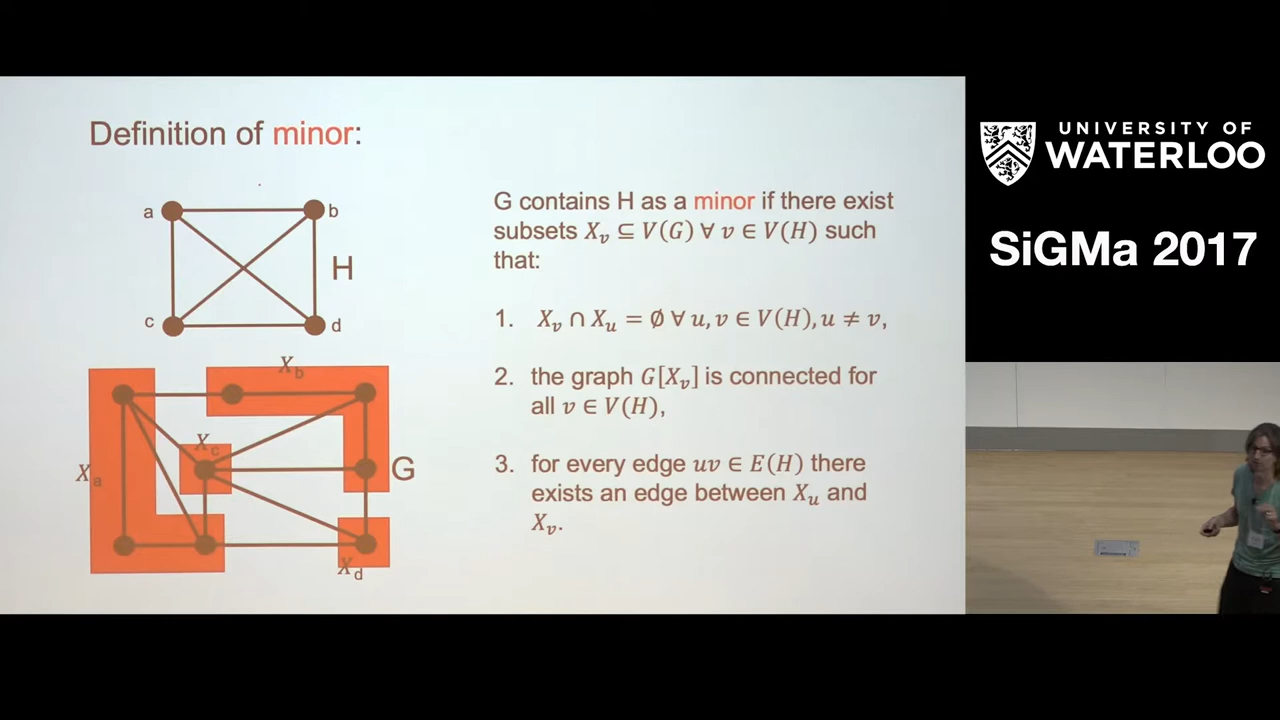 Definition of minor:
a
b
H
c
d
X_b
X_c
X_a
G
X_d
G contains H as a minor if there exist
subsets X_v ⊆ V(G) ∀ v ∈ V(H) such
that:
1. X_v ∩ X_u = ∅ ∀ u, v ∈ V(H), u ≠ v,
2. the graph G[X_v] is connected for
all v ∈ V(H),
3. for every edge uv ∈ E(H) there
exists an edge between X_u and
X_v.
UNIVERSITY OF
WATERLOO
SiGMa 2017